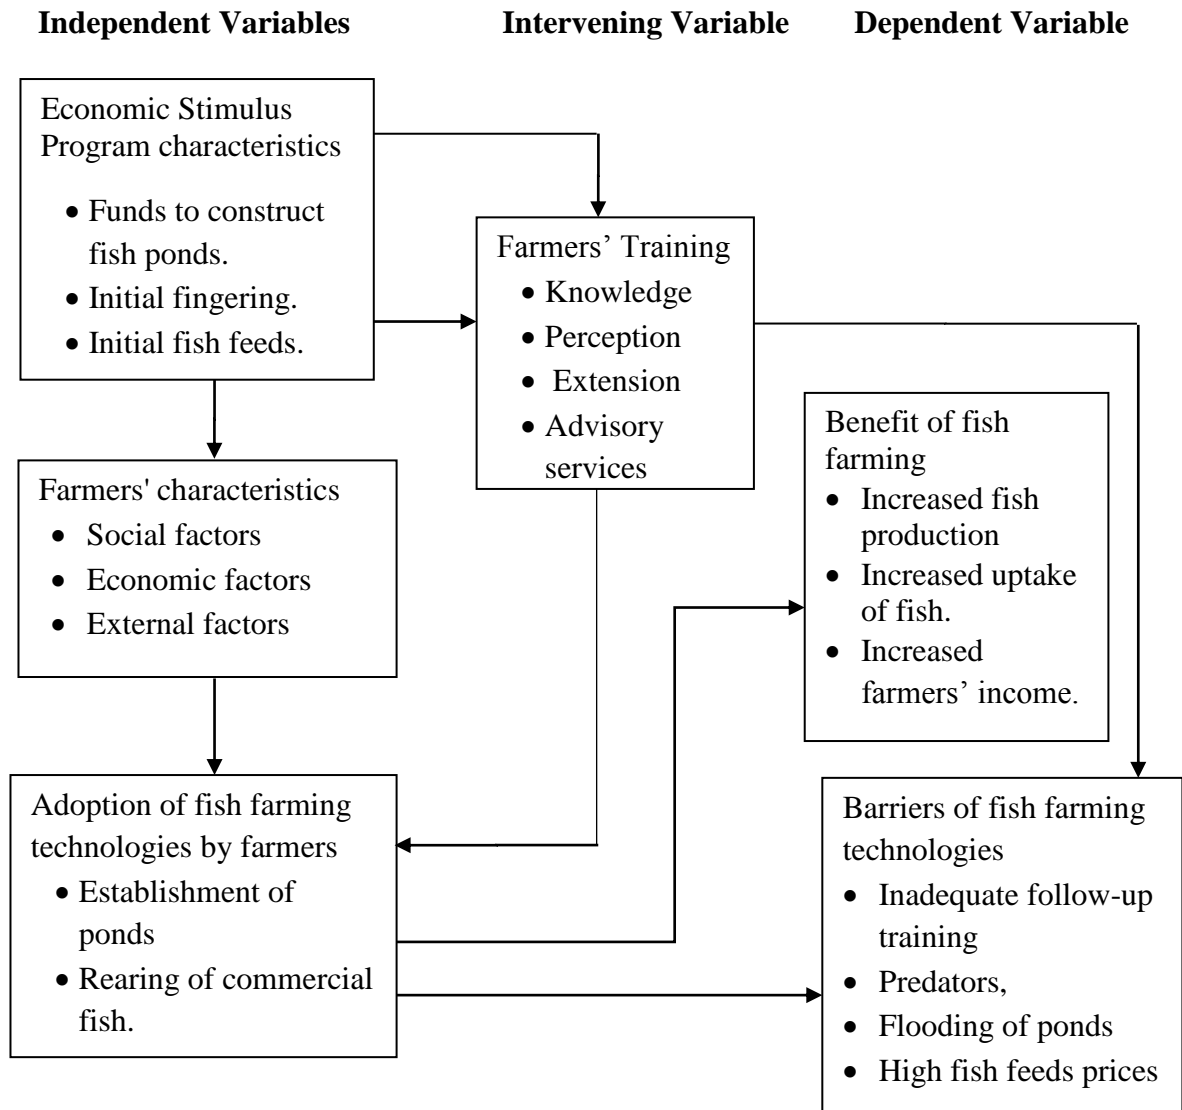 Independent Variables
Intervening Variable
Dependent Variable
Economic Stimulus
Program characteristics
• Funds to construct
fish ponds.
• Initial fingering.
• Initial fish feeds.
Farmers’ Training
• Knowledge
• Perception
• Extension
• Advisory
services
Benefit of fish
farming
• Increased fish
production
• Increased uptake
of fish.
• Increased
farmers’ income.
Farmers' characteristics
• Social factors
• Economic factors
• External factors
Adoption of fish farming
technologies by farmers
• Establishment of
ponds
• Rearing of commercial
fish.
Barriers of fish farming
technologies
• Inadequate follow-up
training
• Predators,
• Flooding of ponds
• High fish feeds prices